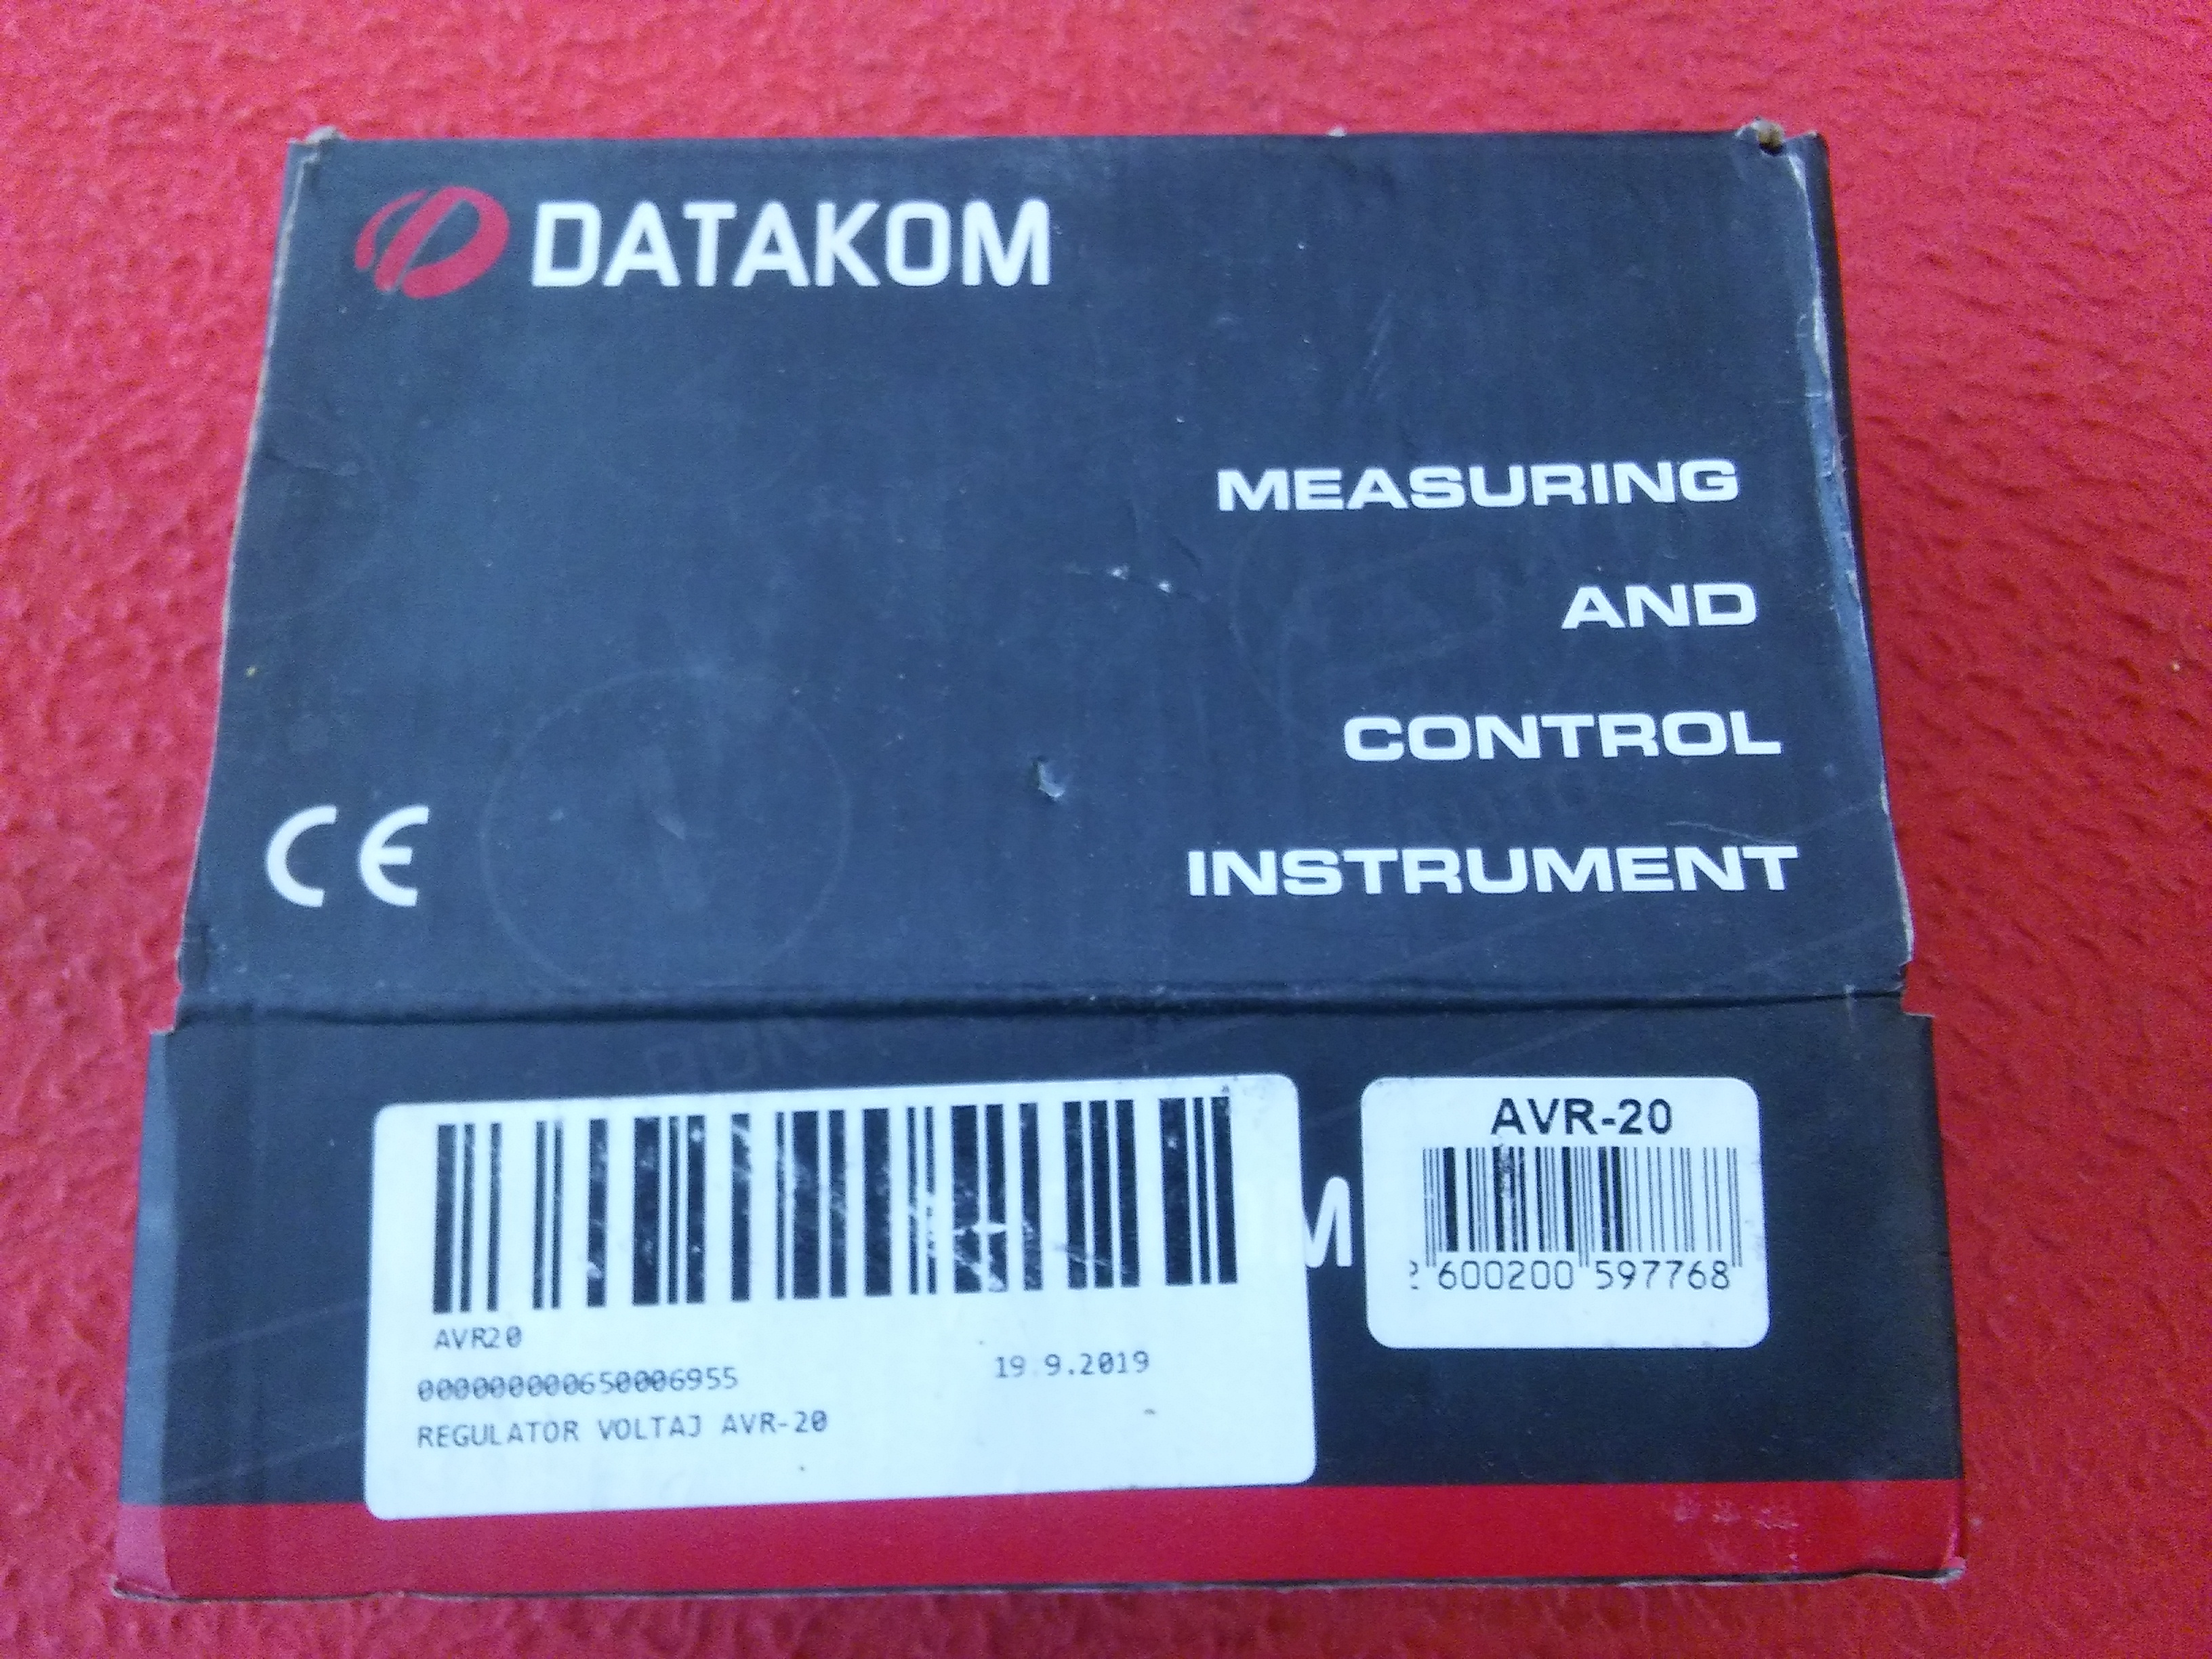 DATAKOM
MEASURING
AND
CONTROL
INSTRUMENT
CE
M
AVR-20
2 600200 597768
AVR20
000000000650006955
19.9.2019
REGULATOR VOLTAJ AVR-20